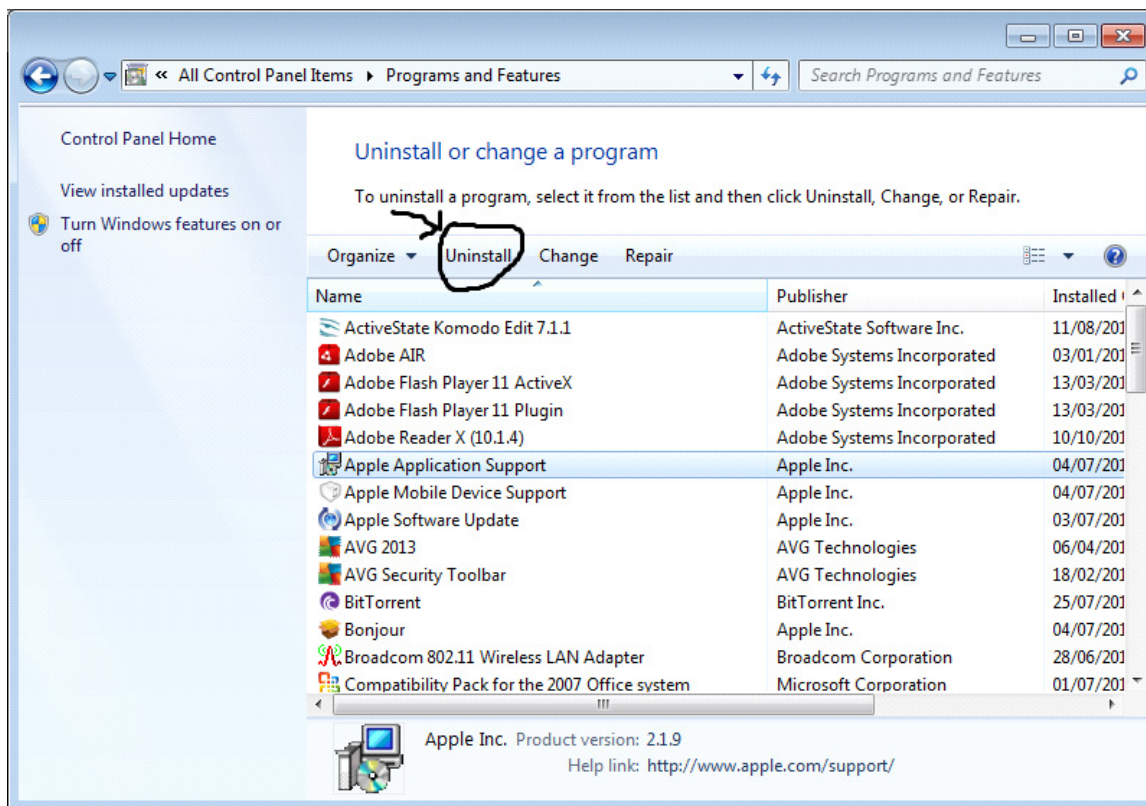 « All Control Panel Items ▸ Programs and Features
Search Programs and Features
Control Panel Home
View installed updates
Turn Windows features on or
off
Uninstall or change a program
To uninstall a program, select it from the list and then click Uninstall, Change, or Repair.
Organize Uninstall Change Repair
Name Publisher Installed
ActiveState Komodo Edit 7.1.1 ActiveState Software Inc. 11/08/201
Adobe AIR Adobe Systems Incorporated 03/01/201
Adobe Flash Player 11 ActiveX Adobe Systems Incorporated 13/03/201
Adobe Flash Player 11 Plugin Adobe Systems Incorporated 13/03/201
Adobe Reader X (10.1.4) Adobe Systems Incorporated 10/10/201
Apple Application Support Apple Inc. 04/07/201
Apple Mobile Device Support Apple Inc. 04/07/201
Apple Software Update Apple Inc. 03/07/201
AVG 2013 AVG Technologies 06/04/201
AVG Security Toolbar AVG Technologies 18/02/201
BitTorrent BitTorrent Inc. 25/07/201
Bonjour Apple Inc. 04/07/201
Broadcom 802.11 Wireless LAN Adapter Broadcom Corporation 28/06/201
Compatibility Pack for the 2007 Office system Microsoft Corporation 01/07/201
Apple Inc. Product version: 2.1.9
Help link: http://www.apple.com/support/